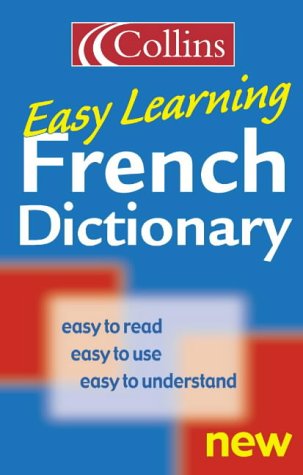 Collins
Easy Learning
French
Dictionary
easy to read
easy to use
easy to understand
new